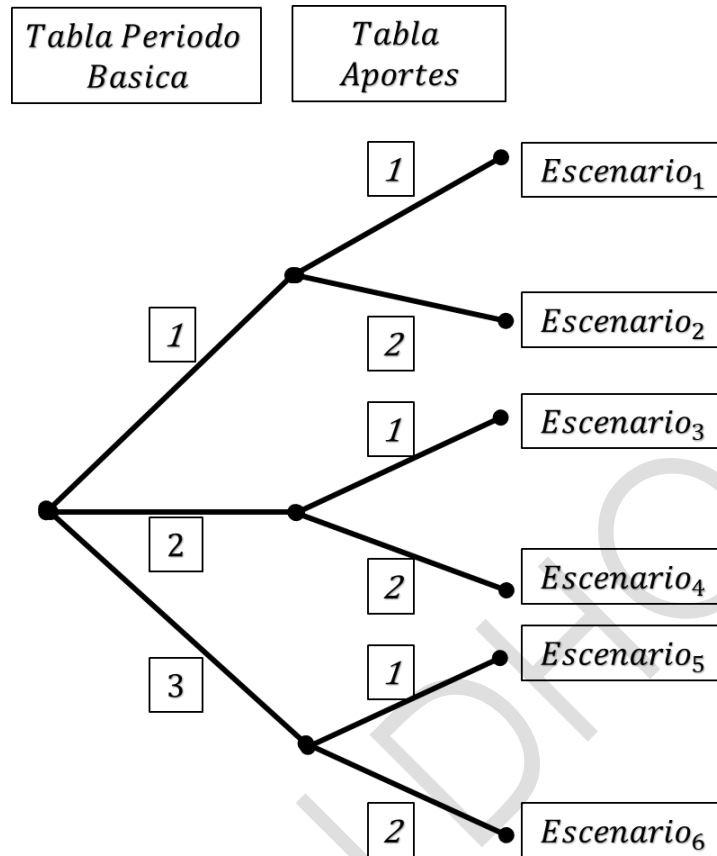 Tabla Periodo
Basica
Tabla
Aportes
1
Escenario₁
1
2
Escenario₂
1
Escenario₃
2
2
Escenario₄
3
1
Escenario₅
2
Escenario₆